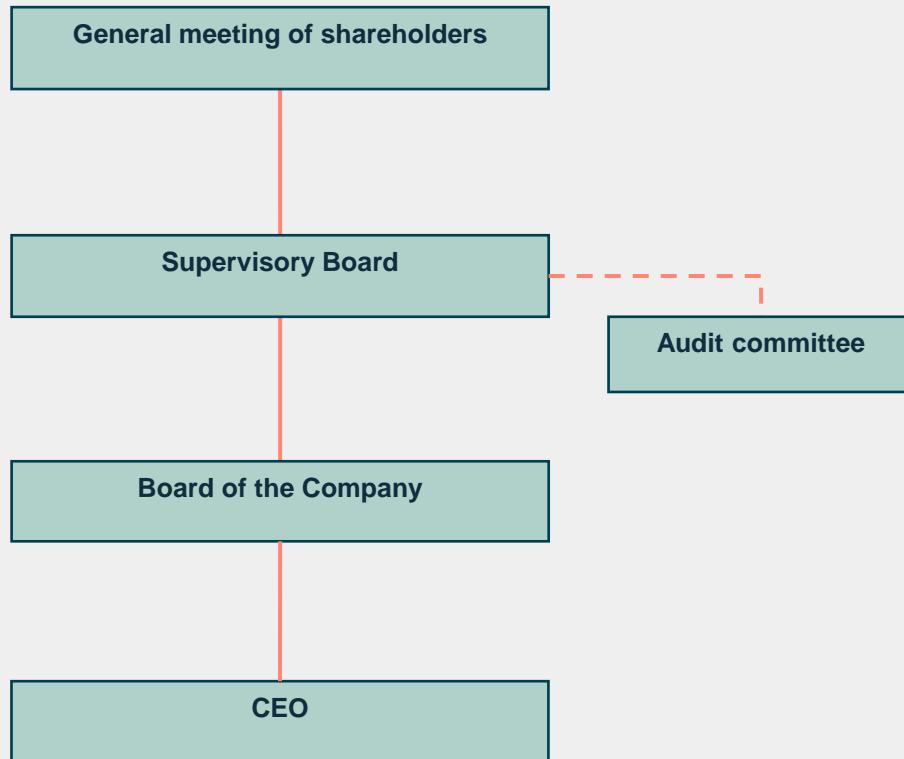 General meeting of shareholders
Supervisory Board
Audit committee
Board of the Company
CEO